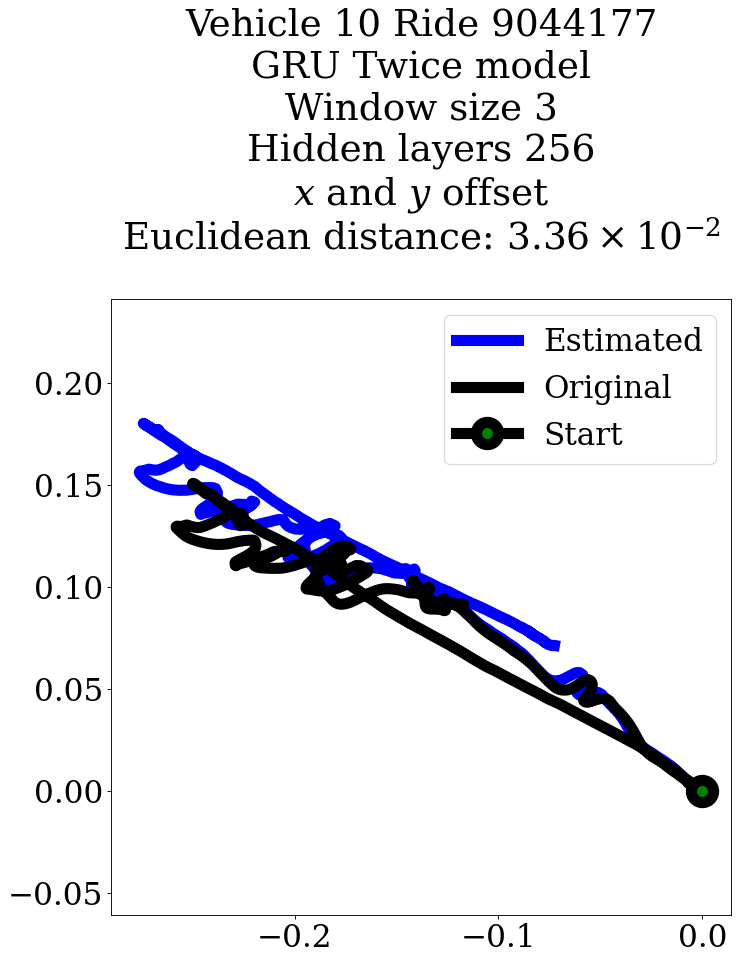 Vehicle 10 Ride 9044177
GRU Twice model
Window size 3
Hidden layers 256
x and y offset
Euclidean distance: 3.36 × 10⁻²
Estimated
Original
Start
0.20
0.15
0.10
0.05
0.00
−0.05
−0.2
−0.1
0.0